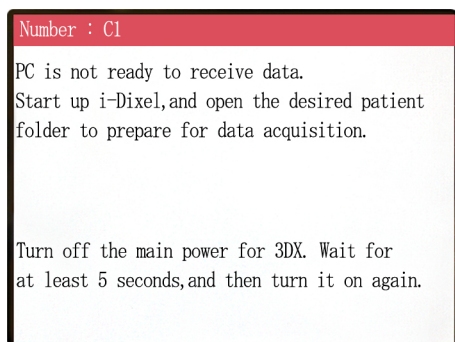 Number : C1
PC is not ready to receive data.
Start up i-Dixel,and open the desired patient
folder to prepare for data acquisition.
Turn off the main power for 3DX. Wait for
at least 5 seconds,and then turn it on again.